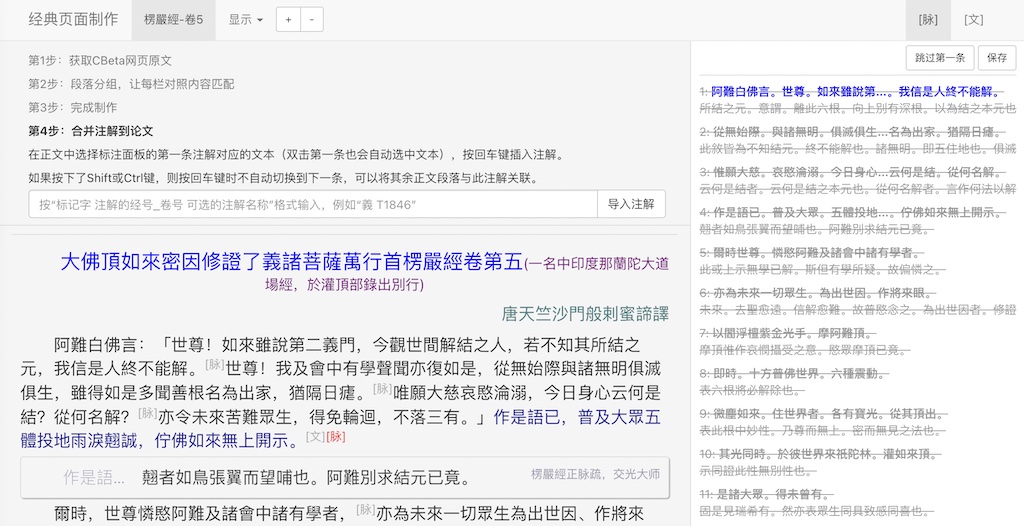 经典页面制作 楞嚴經-卷5 显示 + - [脉] [文]
第1步：获取CBeta网页原文
第2步：段落分组，让每栏对照内容匹配
第3步：完成制作
第4步：合并注解到论文
在正文中选择标注面板的第一条注解对应的文本（双击第一条也会自动选中文本），按回车键插入注解。
如果按下了Shift或Ctrl键，则按回车键时不自动切换到下一条，可以将其余正文段落与此注解关联。
按“标记字 注解的经号_卷号 可选的注解名称”格式输入，例如“義 T1846” 导入注解
大佛頂如來密因修證了義諸菩薩萬行首楞嚴經卷第五(一名中印度那蘭陀大道
場經，於灌頂部錄出別行)
唐天竺沙門般剌蜜諦譯
阿難白佛言：「世尊！如來雖說第二義門，今觀世間解結之人，若不知其所結之
元，我信是人終不能解。[脉]世尊！我及會中有學聲聞亦復如是，從無始際與諸無明俱滅
俱生，雖得如是多聞善根名為出家，猶隔日瘧。[脉]唯願大慈哀愍淪溺，今日身心云何是
結？從何名解？[脉]亦令未來苦難眾生，得免輪迴，不落三有。」作是語已，普及大眾五
體投地雨淚翹誠，佇佛如來無上開示。[文][脉]
作是語... 翹者如鳥張翼而望哺也。阿難別求結元已竟。 楞嚴經正脉疏，交光大师
爾時，世尊憐愍阿難及諸會中諸有學者，[脉]亦為未來一切眾生為出世因、作將來
跳过第一条 保存
1: 阿難白佛言。世尊。如來雖說第...。我信是人終不能解。
所結之元。意謂。離此六根。向上別有深根。以為結之本元也
2: 從無始際。與諸無明。俱滅俱生...名為出家。猶隔日瘧。
此敘皆為不知結元。終不能解也。諸無明。即五住地也。俱滅
3: 惟願大慈。哀愍淪溺。今日身心...云何是結。從何名解。
云何是結者。云何是結之本元也。從何名解者。言作何法以解
4: 作是語已。普及大眾。五體投地...。佇佛如來無上開示。
翹者如鳥張翼而望哺也。阿難別求結元已竟。
5: 爾時世尊。憐愍阿難及諸會中諸有學者。
此或上示無學已解。斯但有學所疑。故偏憐之。
6: 亦為未來一切眾生。為出世因。作將來眼。
未來。去聖愈遠。信解愈難。故普愍念之。為出世因者。修證
7: 以閻浮檀紫金光手。摩阿難頂。
摩頂惟作哀憫攝受之意。愍眾摩頂已竟。
8: 即時。十方普佛世界。六種震動。
表六根將必解除也。
9: 微塵如來。住世界者。各有寶光。從其頂出。
表此根中妙性。乃尊而無上。密而無見之法也。
10: 其光同時。於彼世界來祇陀林。灌如來頂。
示同證此性無別性也。
11: 是諸大眾。得未曾有。
固是見瑞希有。然亦表眾生同具致感同喜也。